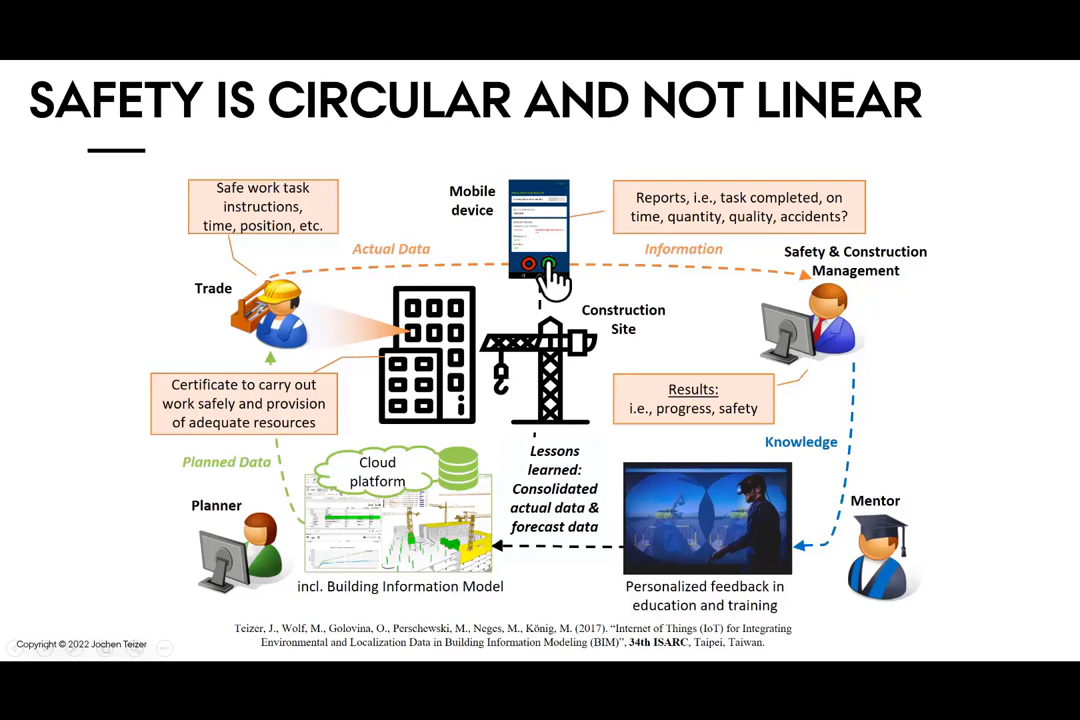 SAFETY IS CIRCULAR AND NOT LINEAR
Safe work task
instructions,
time, position, etc.
Mobile
device
Reports, i.e., task completed, on
time, quantity, quality, accidents?
Actual Data
Information
Safety & Construction
Management
Trade
Construction
Site
Certificate to carry out
work safely and provision
of adequate resources
Results:
i.e., progress, safety
Planned Data
Cloud
platform
Lessons
learned:
Consolidated
actual data &
forecast data
Knowledge
Planner
Mentor
incl. Building Information Model
Personalized feedback in
education and training
Teizer, J., Wolf, M., Golovina, O., Perschewski, M., Neges, M., König, M. (2017). “Internet of Things (IoT) for Integrating
Environmental and Localization Data in Building Information Modeling (BIM)”, 34th ISARC, Taipei, Taiwan.
Copyright © 2022 Jochen Teizer